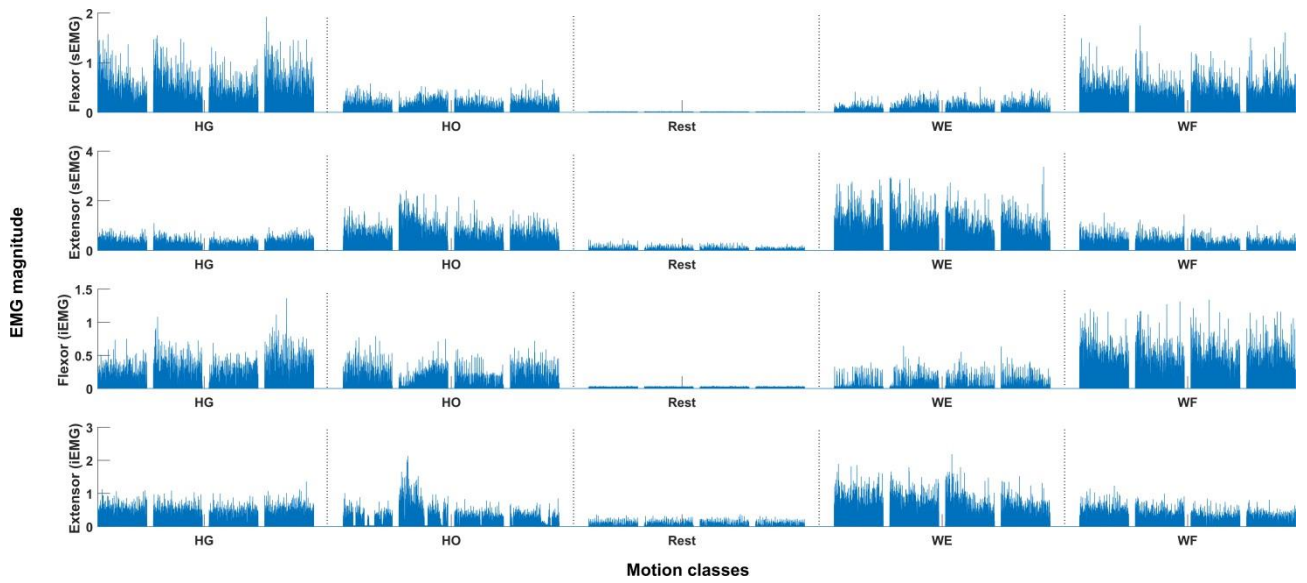 EMG magnitude
Flexor (sEMG)
2
1
0
HG HO Rest WE WF
Extensor (sEMG)
4
2
0
HG HO Rest WE WF
Flexor (iEMG)
1.5
1
0.5
0
HG HO Rest WE WF
Extensor (iEMG)
3
2
1
0
HG HO Rest WE WF
Motion classes